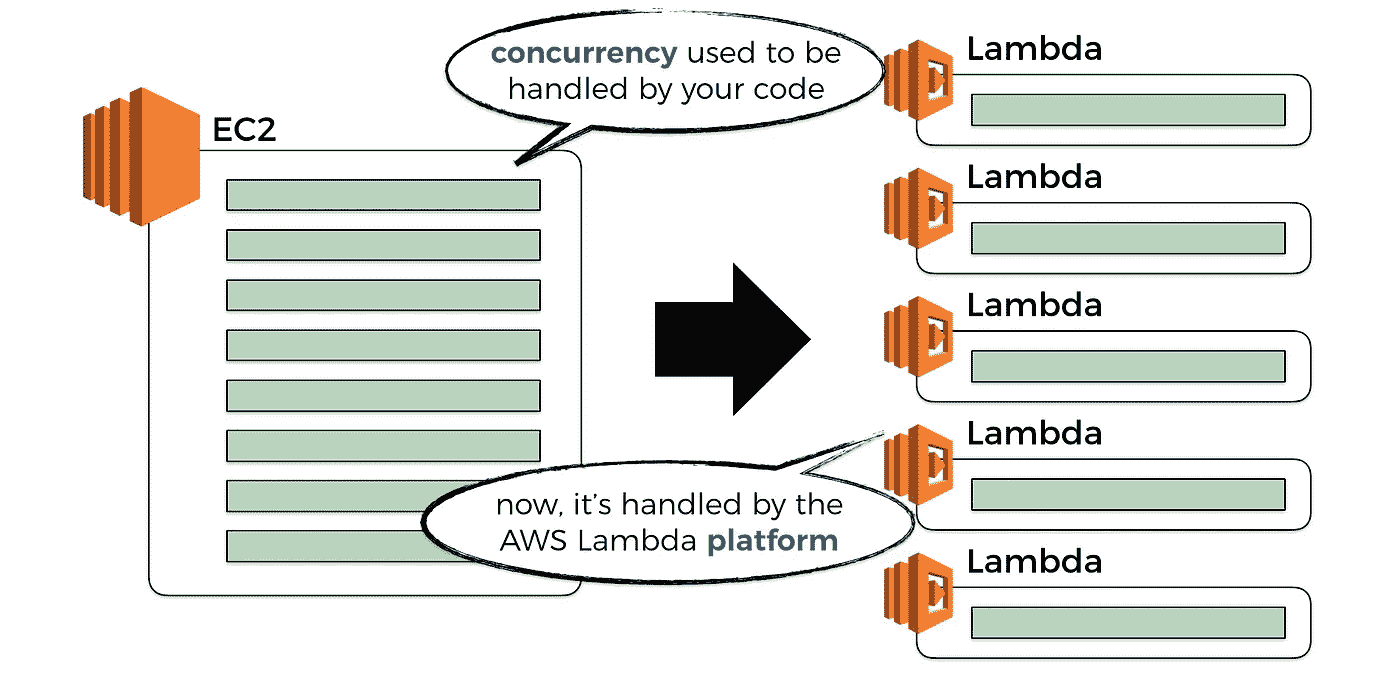 EC2
concurrency used to be
handled by your code
now, it’s handled by the
AWS Lambda platform
Lambda
Lambda
Lambda
Lambda
Lambda